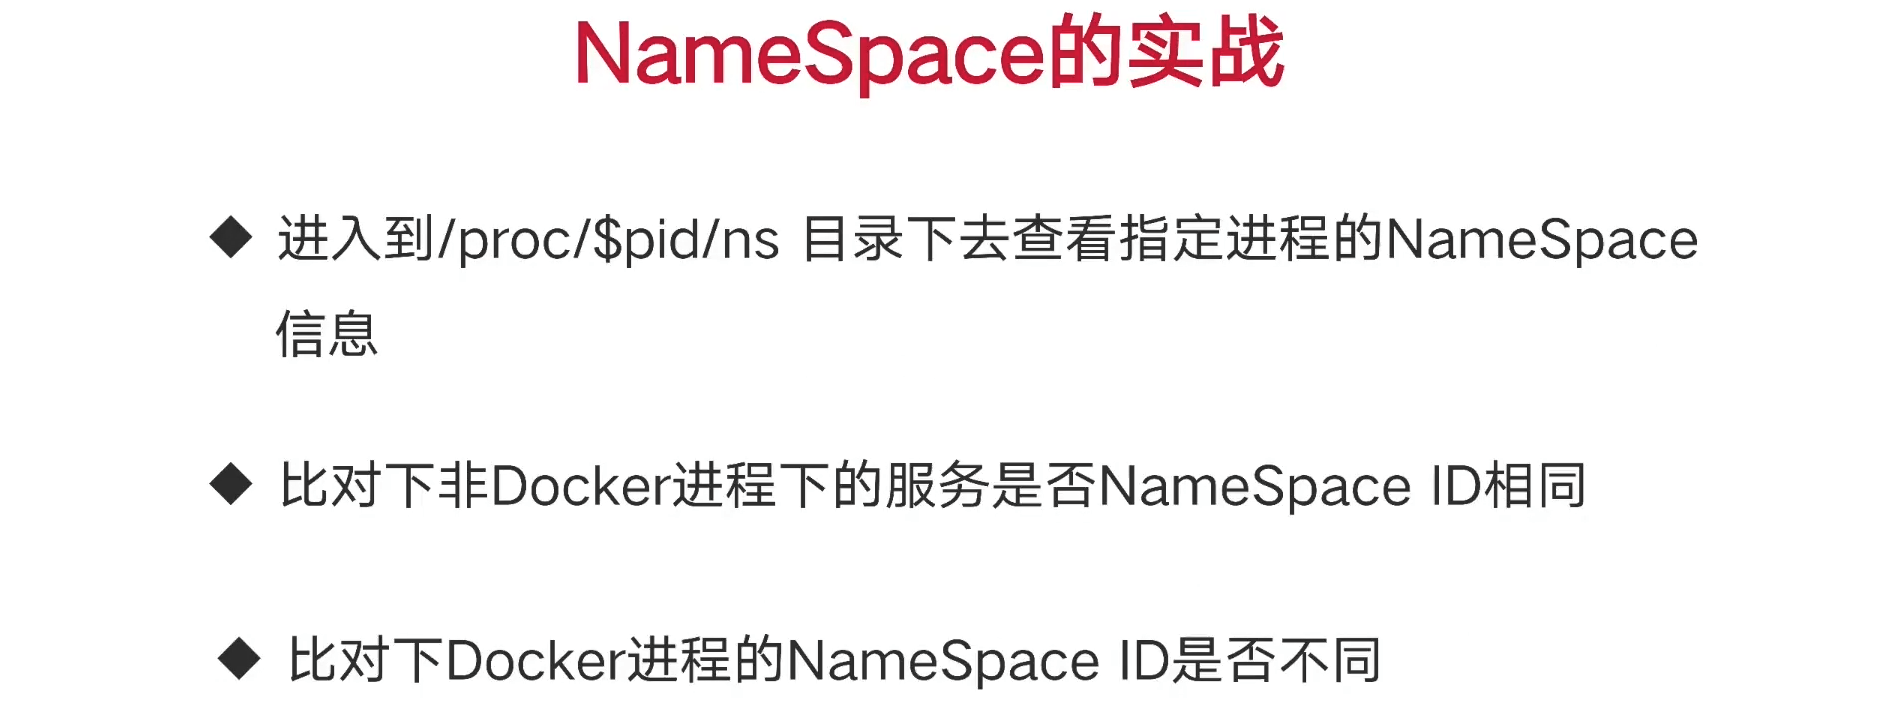 NameSpace的实战
◆ 进入到/proc/$pid/ns 目录下去查看指定进程的NameSpace
信息
◆ 比对下非Docker进程下的服务是否NameSpace ID相同
◆ 比对下Docker进程的NameSpace ID是否不同